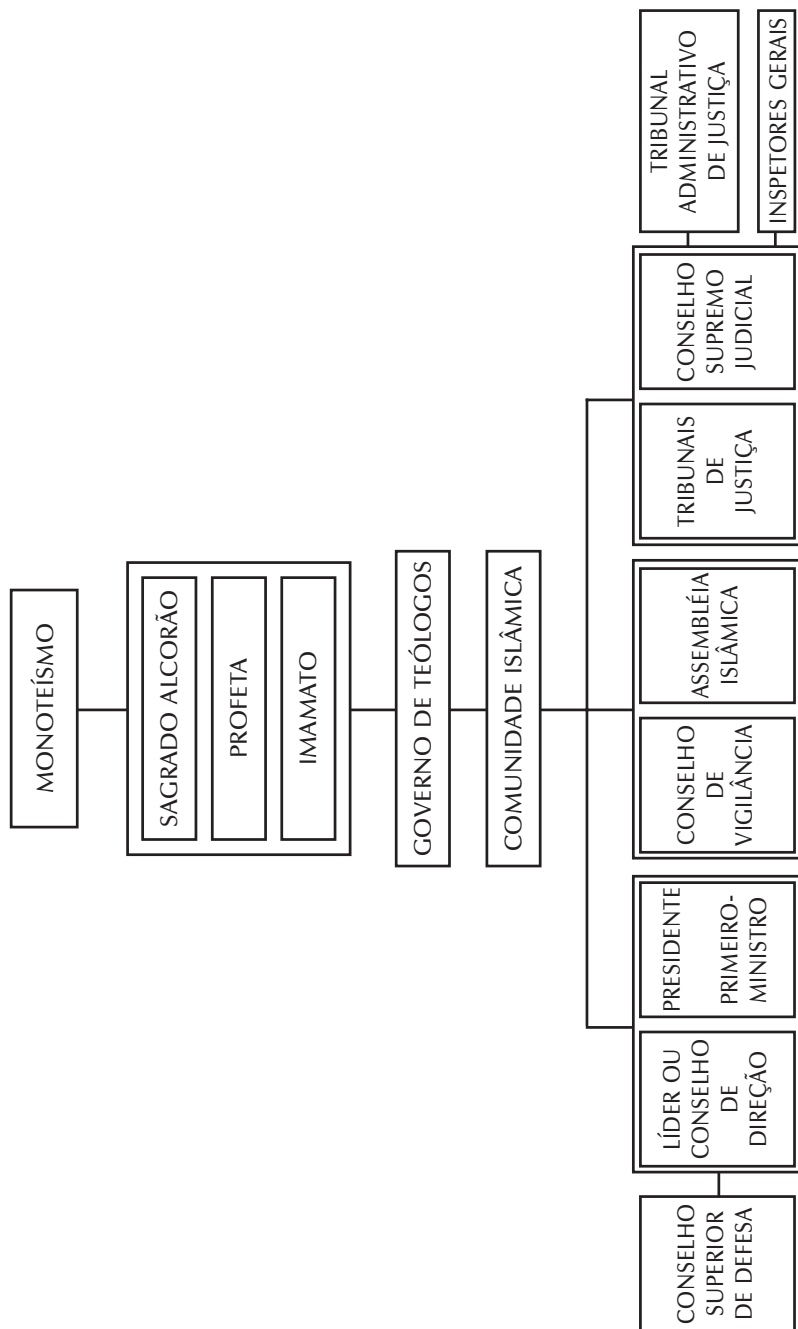 MONOTEÍSMO
SAGRADO ALCORÃO
PROFETA
IMAMATO
GOVERNO DE TEÓLOGOS
COMUNIDADE ISLÂMICA
CONSELHO
SUPERIOR
DE DEFESA
LÍDER OU
CONSELHO
DE
DIREÇÃO
PRESIDENTE
PRIMEIRO-
MINISTRO
CONSELHO
DE
VIGILÂNCIA
ASSEMBLÉIA
ISLÂMICA
TRIBUNAIS
DE
JUSTIÇA
CONSELHO
SUPREMO
JUDICIAL
TRIBUNAL
ADMINISTRATIVO
DE JUSTIÇA
INSPETORES GERAIS